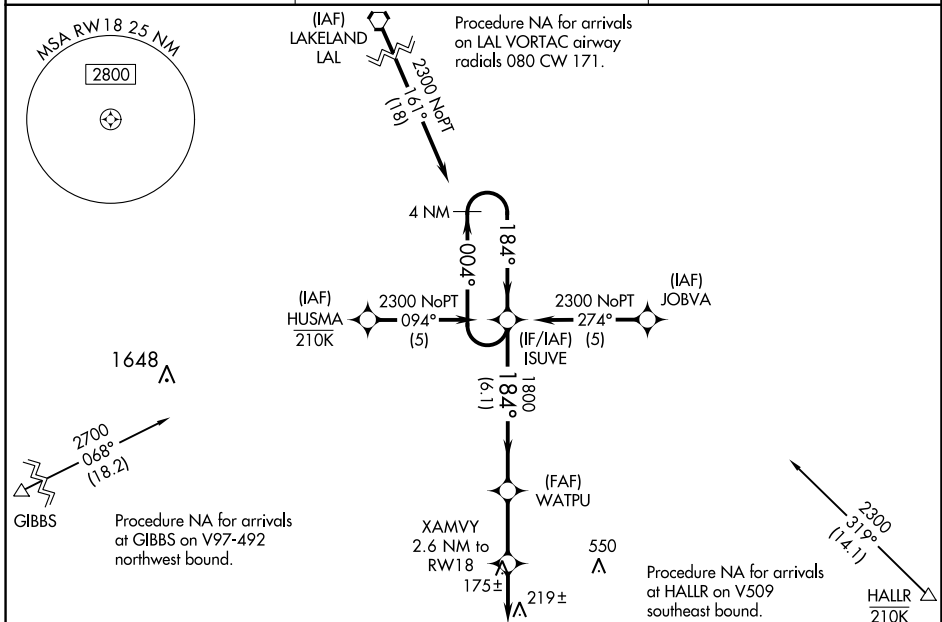 MSA RW18 25 NM
2800
(IAF)
LAKELAND
LAL
Procedure NA for arrivals
on LAL VORTAC airway
radials 080 CW 171.
2300 NoPT
161°
(18)
4 NM
004°
184°
(IAF)
HUSMA
210K
2300 NoPT
094°
(5)
2300 NoPT
274°
(5)
(IAF)
JOBVA
(IF/IAF)
ISUVE
1800
184°
(6.1)
1648
2700
068°
(18.2)
GIBBS
Procedure NA for arrivals
at GIBBS on V97-492
northwest bound.
(FAF)
WATPU
XAMVY
2.6 NM to
RW18
175±
219±
550
Procedure NA for arrivals
at HALLR on V509
southeast bound.
2300
319°
(14.1)
HALLR
210K